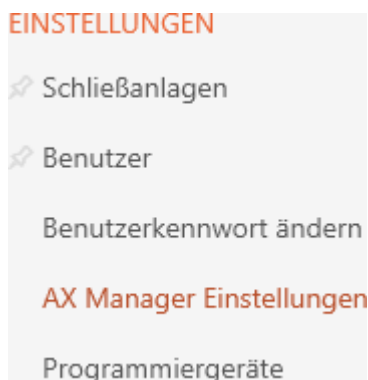 EINSTELLUNGEN
Schließanlagen
Benutzer
Benutzerkennwort ändern
AX Manager Einstellungen
Programmiergeräte